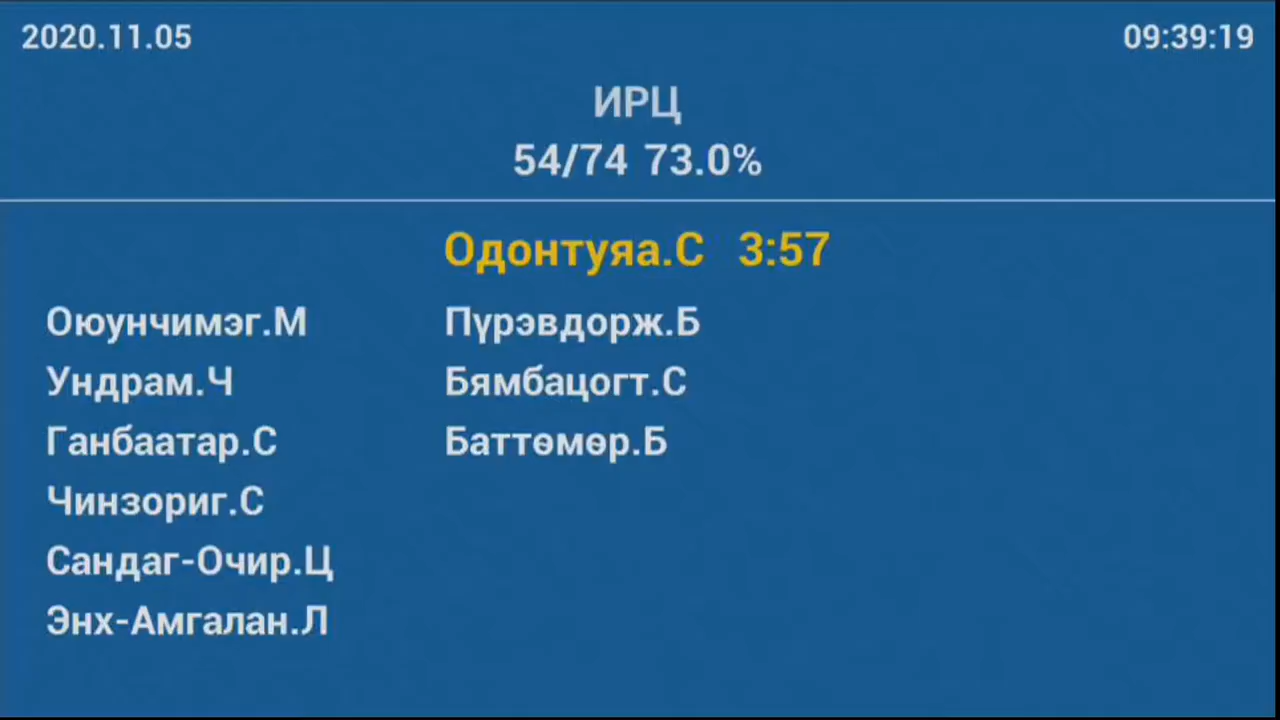 2020.11.05
09:39:19
ИРЦ
54/74 73.0%
Одонтуяа.С 3:57
Оюунчимэг.М
Ундрам.Ч
Ганбаатар.С
Чинзориг.С
Сандаг-Очир.Ц
Энх-Амгалан.Л
Пүрэвдорж.Б
Бямбацогт.С
Баттөмөр.Б